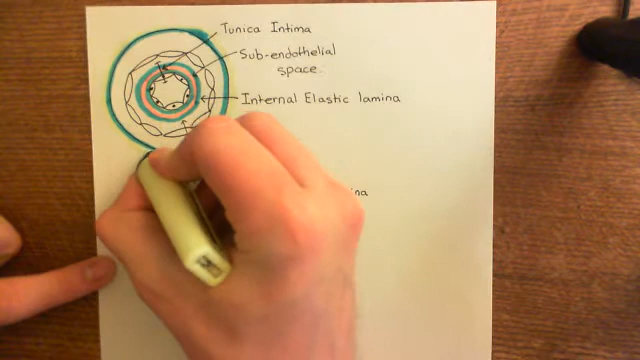 Tunica Intima
Sub-endothelial
space.
Internal Elastic lamina